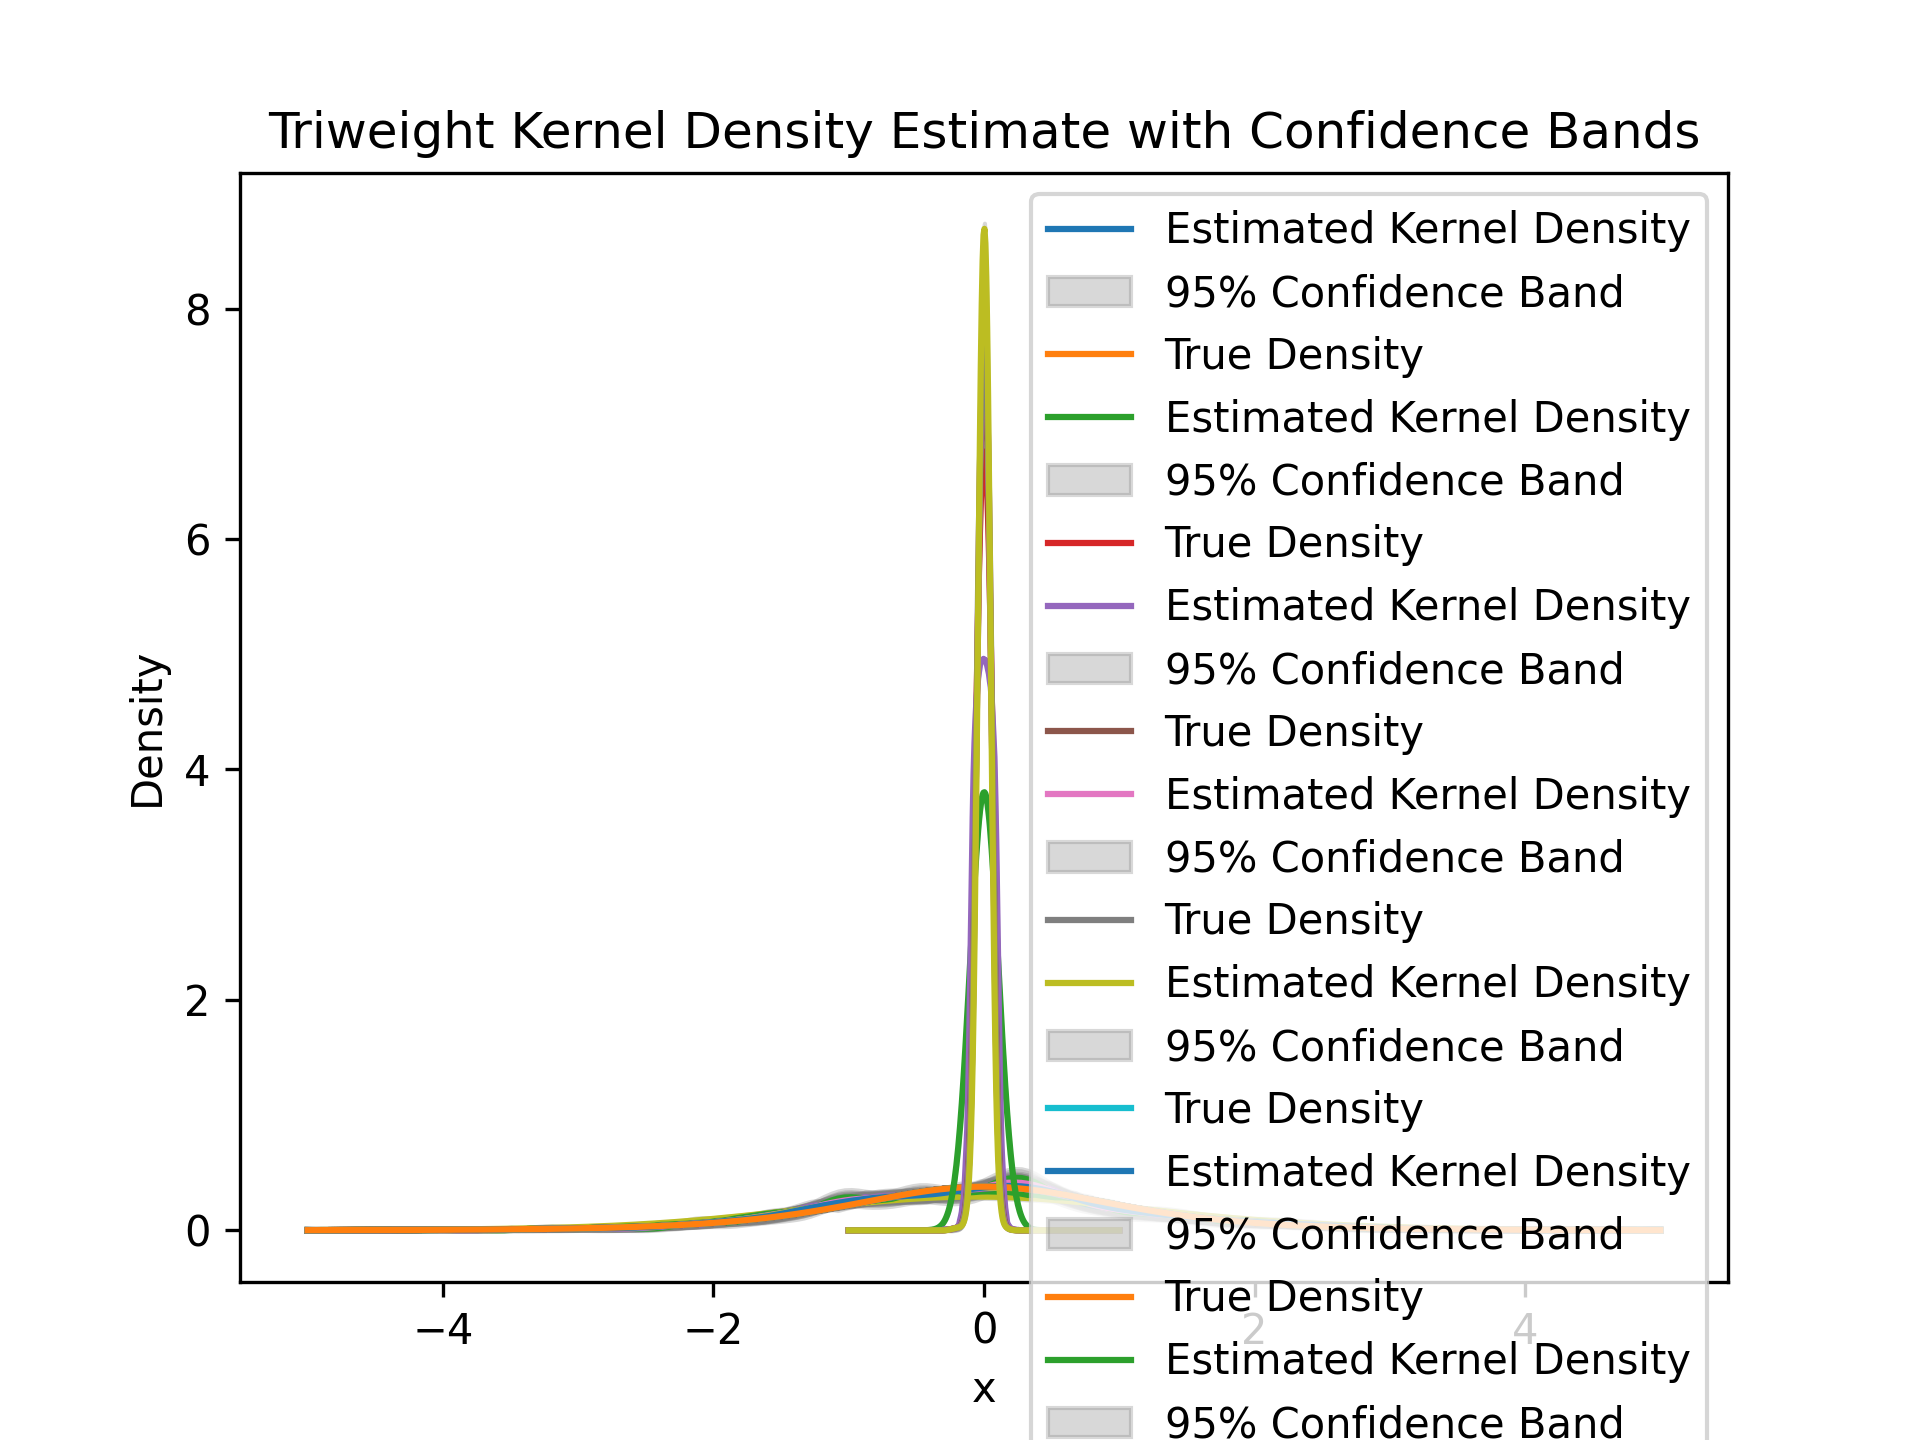 Triweight Kernel Density Estimate with Confidence Bands
Estimated Kernel Density
95% Confidence Band
True Density
Estimated Kernel Density
95% Confidence Band
True Density
Estimated Kernel Density
95% Confidence Band
True Density
Estimated Kernel Density
95% Confidence Band
True Density
Estimated Kernel Density
95% Confidence Band
True Density
Estimated Kernel Density
95% Confidence Band
True Density
Estimated Kernel Density
95% Confidence Band
8
6
4
2
0
Density
−4
−2
0
2
4
x